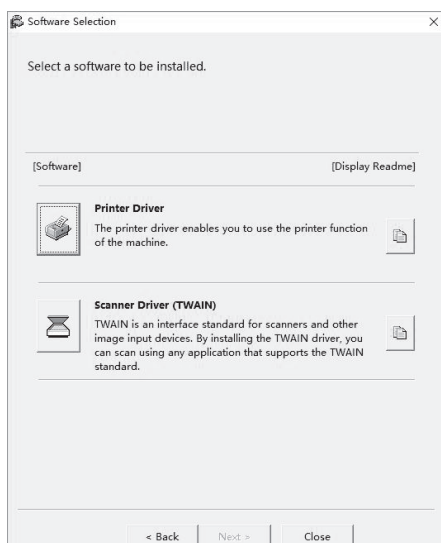 Software Selection
Select a software to be installed.
[Software] [Display Readme]
Printer Driver
The printer driver enables you to use the printer function
of the machine.
Scanner Driver (TWAIN)
TWAIN is an interface standard for scanners and other
image input devices. By installing the TWAIN driver, you
can scan using any application that supports the TWAIN
standard.
< Back Next > Close